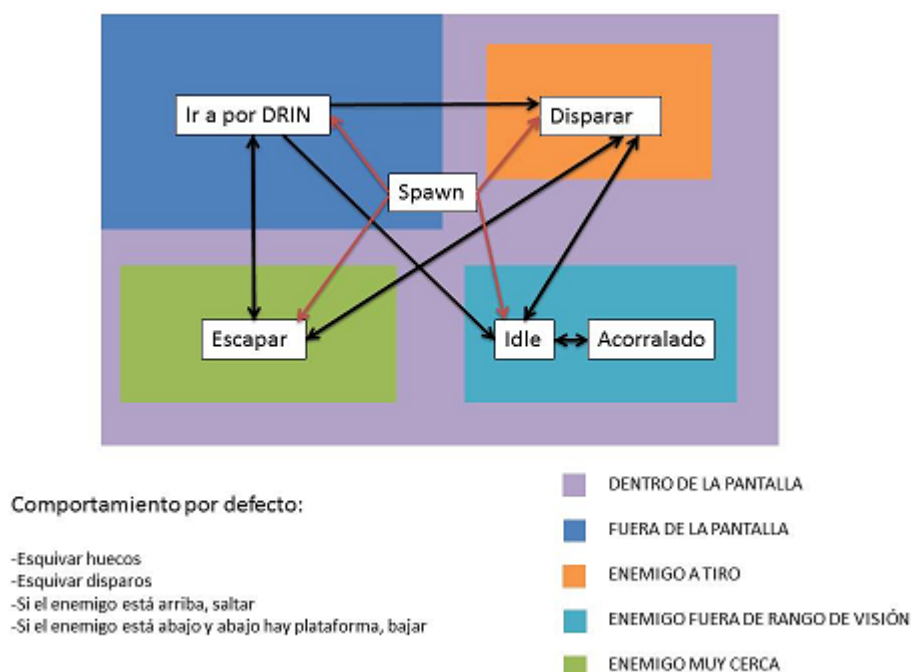 Ir a por DRIN
Disparar
Spawn
Escapar
Idle
Acorralado
Comportamiento por defecto:
-Esquivar huecos
-Esquivar disparos
-Si el enemigo está arriba, saltar
-Si el enemigo está abajo y abajo hay plataforma, bajar
DENTRO DE LA PANTALLA
FUERA DE LA PANTALLA
ENEMIGO A TIRO
ENEMIGO FUERA DE RANGO DE VISIÓN
ENEMIGO MUY CERCA